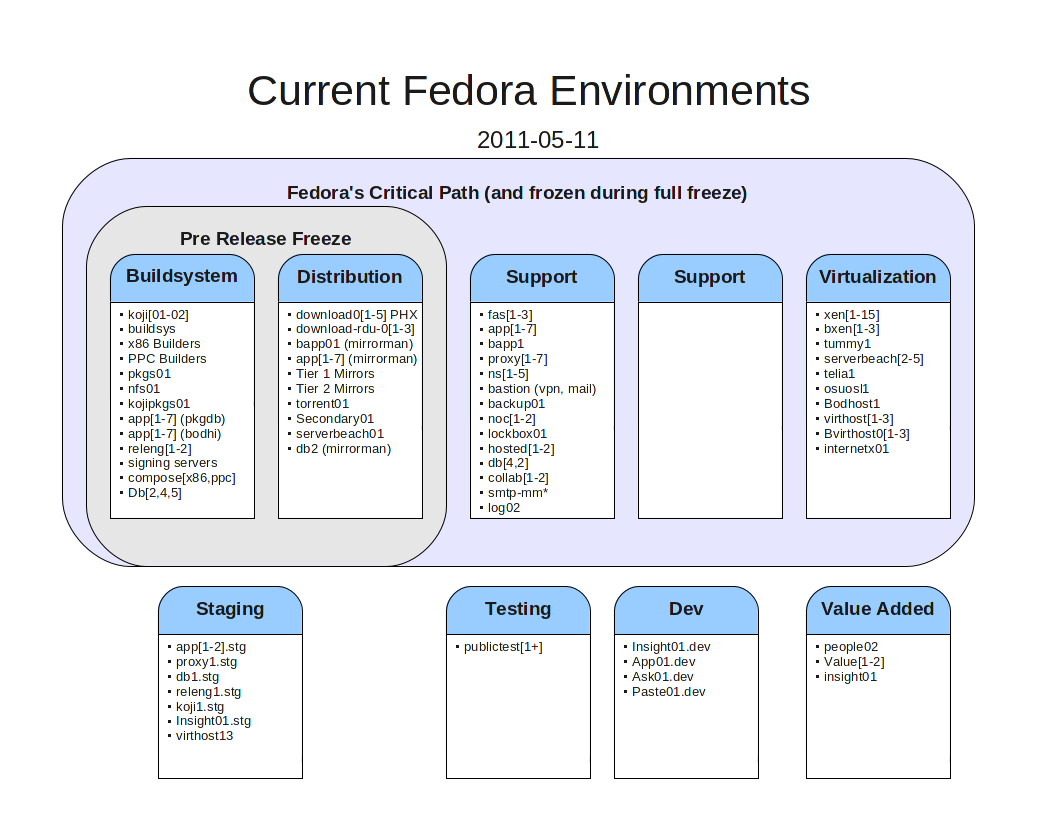 Current Fedora Environments
2011-05-11
Fedora's Critical Path (and frozen during full freeze)
Pre Release Freeze
Buildsystem
▪ koji[01-02]
▪ buildsys
▪ x86 Builders
▪ PPC Builders
▪ pkgs01
▪ nfs01
▪ kojipkgs01
▪ app[1-7] (pkgdb)
▪ app[1-7] (bodhi)
▪ releng[1-2]
▪ signing servers
▪ compose[x86,ppc]
▪ Db[2,4,5]
Distribution
▪ download0[1-5] PHX
▪ download-rdu-0[1-3]
▪ bapp01 (mirrorman)
▪ app[1-7] (mirrorman)
▪ Tier 1 Mirrors
▪ Tier 2 Mirrors
▪ torrent01
▪ Secondary01
▪ serverbeach01
▪ db2 (mirrorman)
Support
▪ fas[1-3]
▪ app[1-7]
▪ bapp1
▪ proxy[1-7]
▪ ns[1-5]
▪ bastion (vpn, mail)
▪ backup01
▪ noc[1-2]
▪ lockbox01
▪ hosted[1-2]
▪ db[4,2]
▪ collab[1-2]
▪ smtp-mm*
▪ log02
Support
Virtualization
▪ xen[1-15]
▪ bxen[1-3]
▪ tummy1
▪ serverbeach[2-5]
▪ telia1
▪ osuosl1
▪ Bodhost1
▪ virthost[1-3]
▪ Bvirthost0[1-3]
▪ internetx01
Staging
▪ app[1-2].stg
▪ proxy1.stg
▪ db1.stg
▪ releng1.stg
▪ koji1.stg
▪ Insight01.stg
▪ virthost13
Testing
▪ publictest[1+]
Dev
▪ Insight01.dev
▪ App01.dev
▪ Ask01.dev
▪ Paste01.dev
Value Added
▪ people02
▪ Value[1-2]
▪ insight01